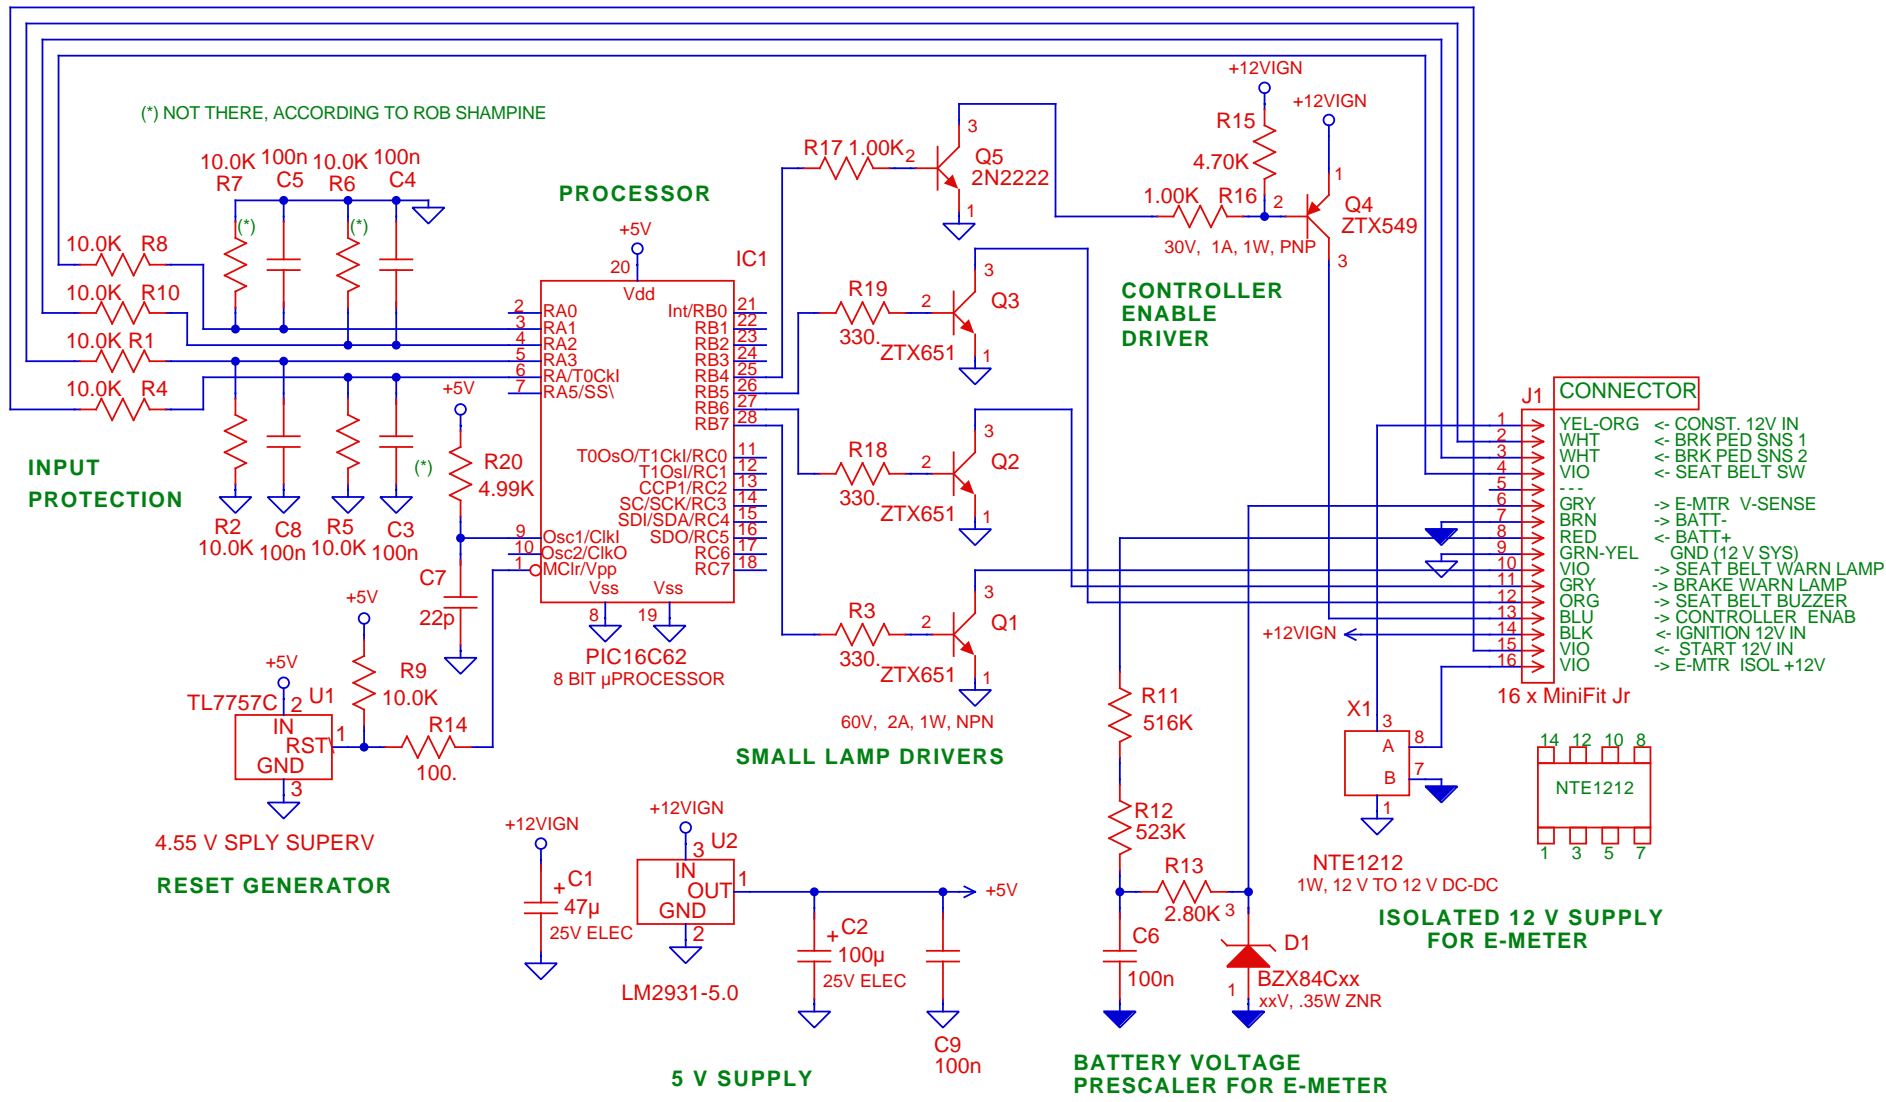 (*) NOT THERE, ACCORDING TO ROB SHAMPINE
10.0K
R7
100n
C5
10.0K
R6
100n
C4
(*)
(*)
10.0K R8
10.0K R10
10.0K R1
10.0K R4
INPUT
PROTECTION
R2
10.0K
C8
100n
R5
10.0K
C3
100n
(*)
+5V
R20
4.99K
C7
22p
PROCESSOR
+5V
20
Vdd
IC1
2 RA0
3 RA1
4 RA2
5 RA3
6 RA/T0CkI
7 RA5/SS\
9 Osc1/ClkI
10 Osc2/ClkO
1 MClr/Vpp
Int/RB0 21
RB1 22
RB2 23
RB3 24
RB4 25
RB5 26
RB6 27
RB7 28
T0OsO/T1CkI/RC0 11
T1OsI/RC1 12
CCP1/RC2 13
SC/SCK/RC3 14
SDI/SDA/RC4 15
SDO/RC5 16
RC6 17
RC7 18
Vss Vss
8 19
PIC16C62
8 BIT µPROCESSOR
R17 1.00K
2
3
1
Q5
2N2222
R19
330.
2
3
1
Q3
ZTX651
R18
330.
2
3
1
Q2
ZTX651
R3
330.
2
3
1
Q1
ZTX651
60V, 2A, 1W, NPN
SMALL LAMP DRIVERS
+12VIGN
R15
4.70K
+12VIGN
1.00K R16
2
1
3
Q4
ZTX549
30V, 1A, 1W, PNP
CONTROLLER
ENABLE
DRIVER
J1
CONNECTOR
1 YEL-ORG <- CONST. 12V IN
2 WHT <- BRK PED SNS 1
3 WHT <- BRK PED SNS 2
4 VIO <- SEAT BELT SW
5 ---
6 GRY -> E-MTR V-SENSE
7 BRN -> BATT-
8 RED <- BATT+
9 GRN-YEL GND (12 V SYS)
10 VIO -> SEAT BELT WARN LAMP
11 GRY -> BRAKE WARN LAMP
12 ORG -> SEAT BELT BUZZER
13 BLU -> CONTROLLER ENAB
14 BLK <- IGNITION 12V IN
15 VIO <- START 12V IN
16 VIO -> E-MTR ISOL +12V
+12VIGN
16 x MiniFit Jr
X1
3
A 8
B 7
1
14 12 10 8
NTE1212
1 3 5 7
NTE1212
1W, 12 V TO 12 V DC-DC
ISOLATED 12 V SUPPLY
FOR E-METER
+5V
R9
10.0K
+5V
TL7757C
2
U1
IN
RST\ 1
GND
3
R14
100.
4.55 V SPLY SUPERV
RESET GENERATOR
+12VIGN
+ C1
47µ
25V ELEC
+12VIGN
3
U2
IN
OUT 1
GND
2
LM2931-5.0
+5V
+ C2
100µ
25V ELEC
C9
100n
5 V SUPPLY
R11
516K
R12
523K
R13
2.80K
3
C6
100n
D1
BZX84Cxx
1
xxV, .35W ZNR
BATTERY VOLTAGE
PRESCALER FOR E-METER